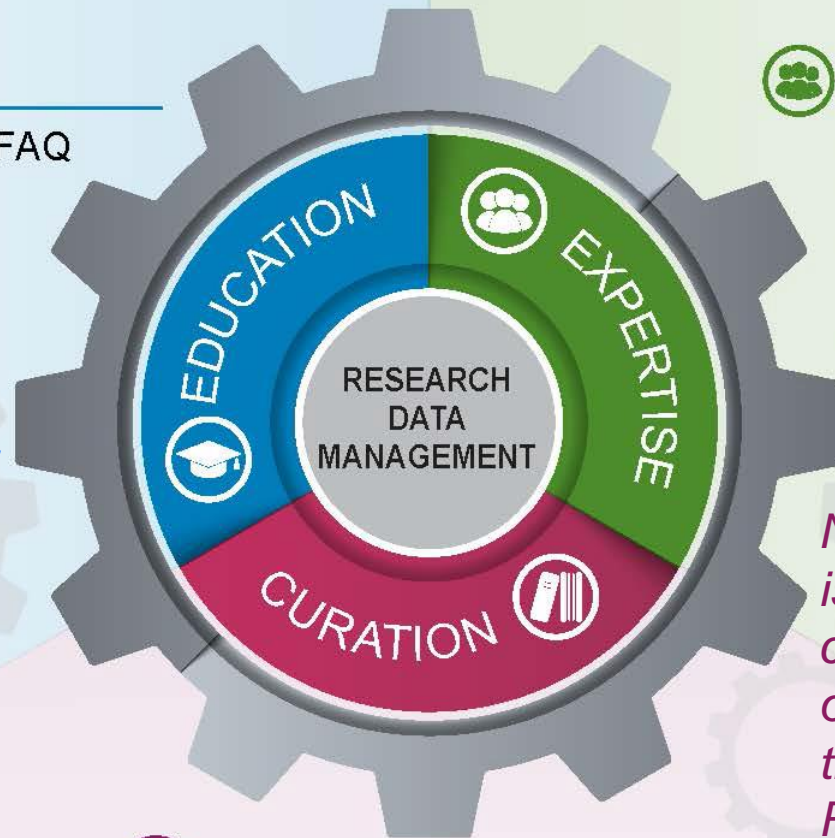 FAQ
EDUCATION
EXPERTISE
RESEARCH
DATA
MANAGEMENT
CURATION